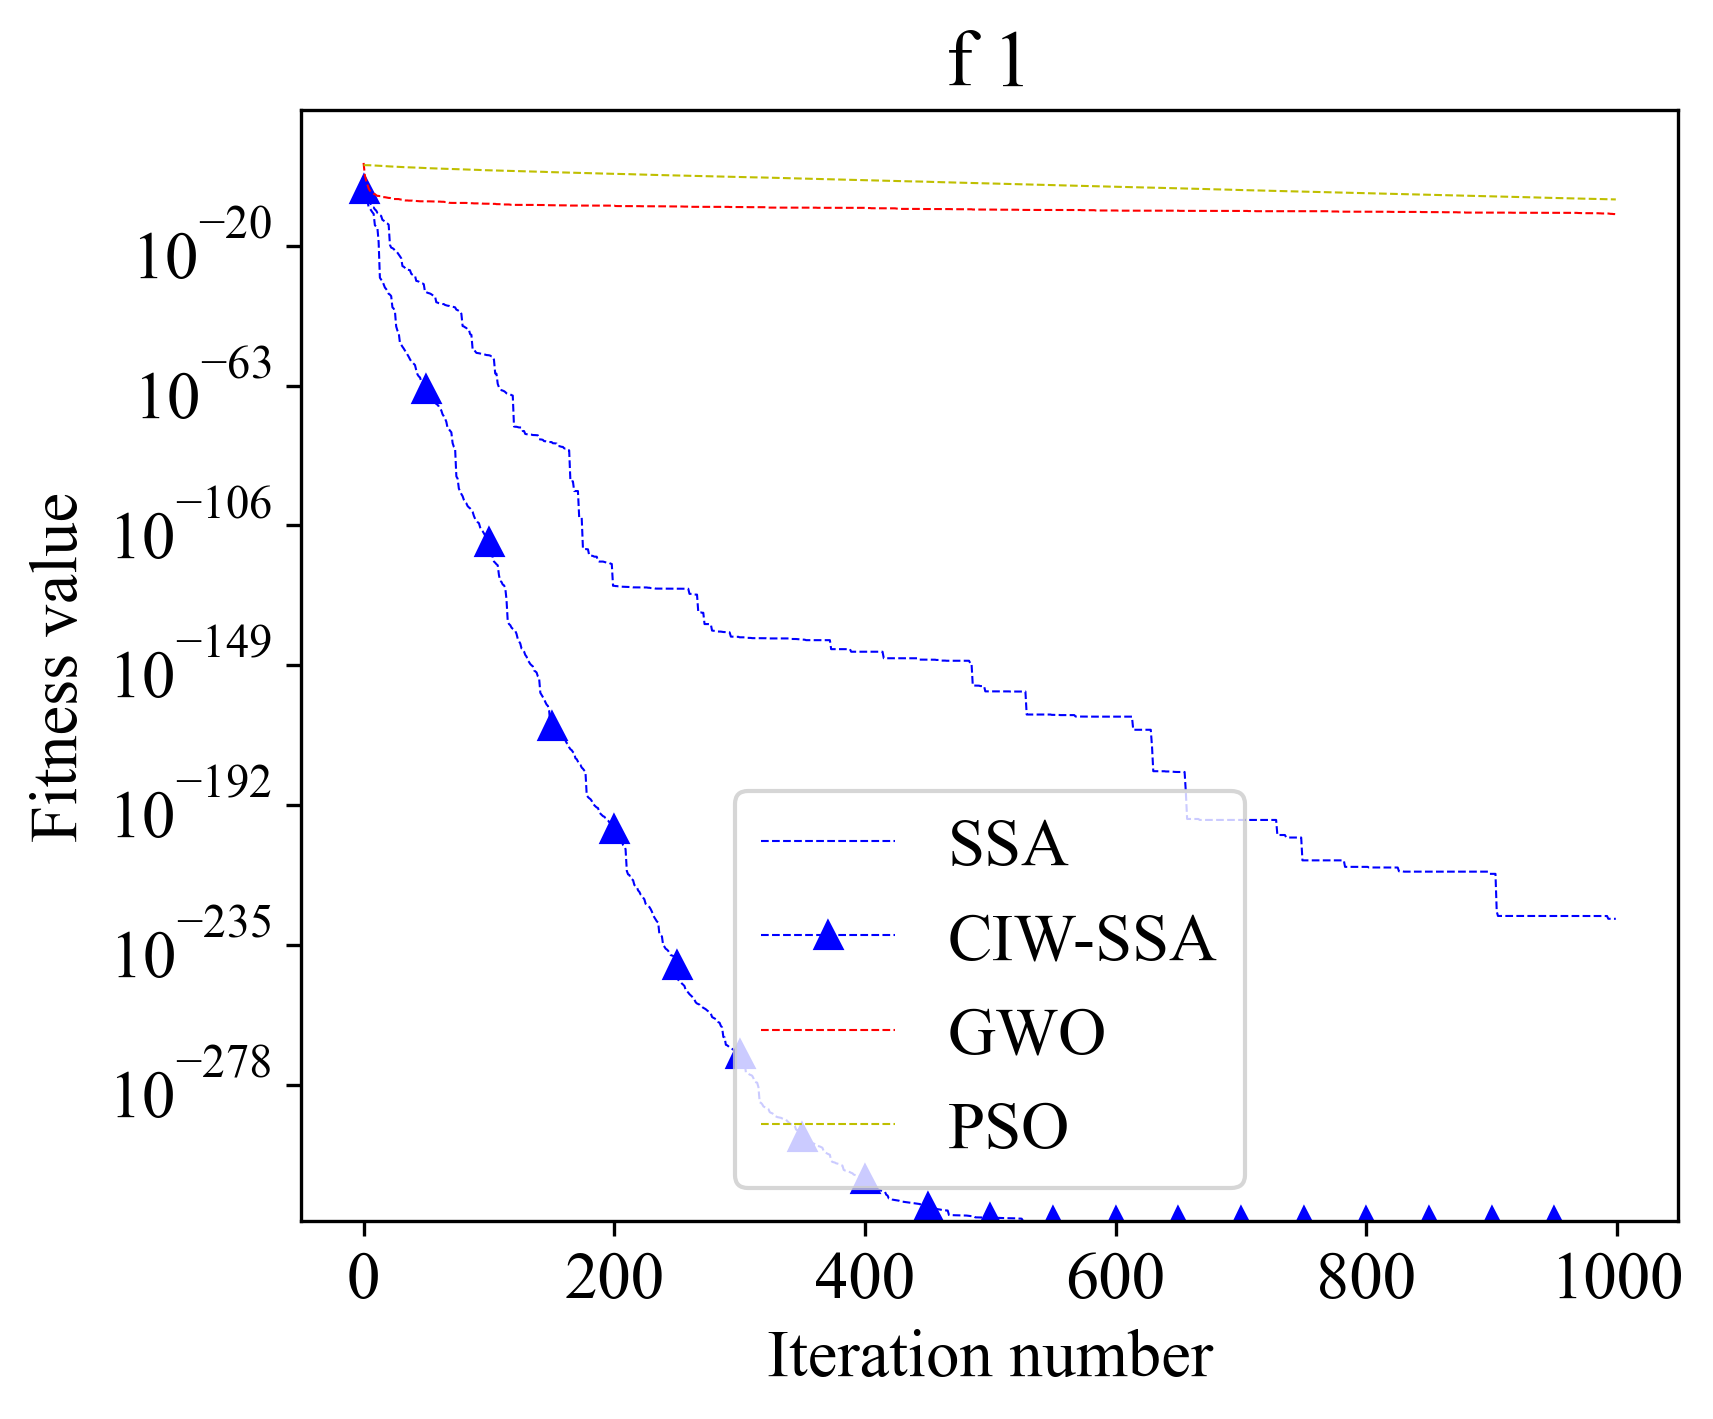 f 1
10^−20
10^−63
10^−106
10^−149
10^−192
10^−235
10^−278
Fitness value
SSA
CIW-SSA
GWO
PSO
0 200 400 600 800 1000
Iteration number